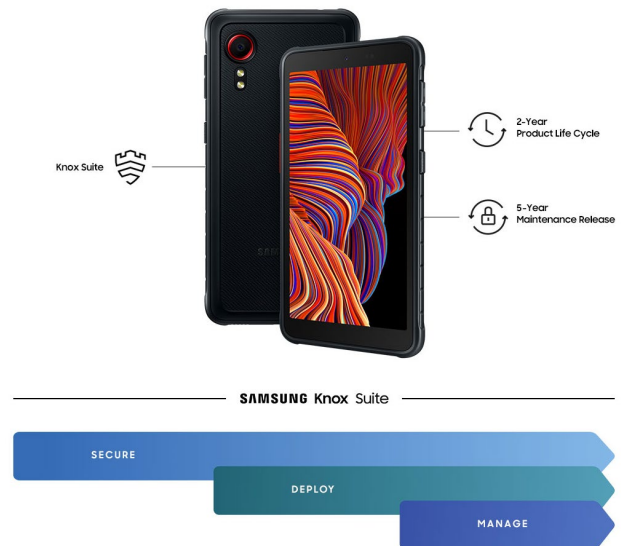 2-Year
Product Life Cycle
Knox Suite
5-Year
Maintenance Release
SAMSUNG Knox Suite
SECURE
DEPLOY
MANAGE